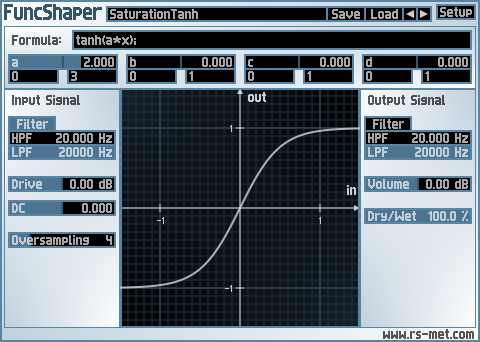 FuncShaper SaturationTanh Save Load Setup
Formula: tanh(a*x);
a 2.000 b 0.000 c 0.000 d 0.000
0 3 0 1 0 1 0 1
Input Signal out Output Signal
Filter 1 Filter
HPF 20.000 Hz HPF 20.000 Hz
LPF 20000 Hz LPF 20000 Hz
Drive 0.00 dB in Volume 0.00 dB
DC 0.000 -1 1 Dry/Wet 100.0 %
Oversampling 4
-1
www.rs-met.com